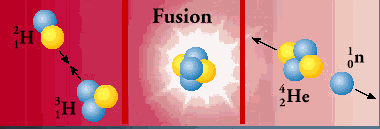 Fusion
²₁H
³₁H
⁴₂He
¹₀n